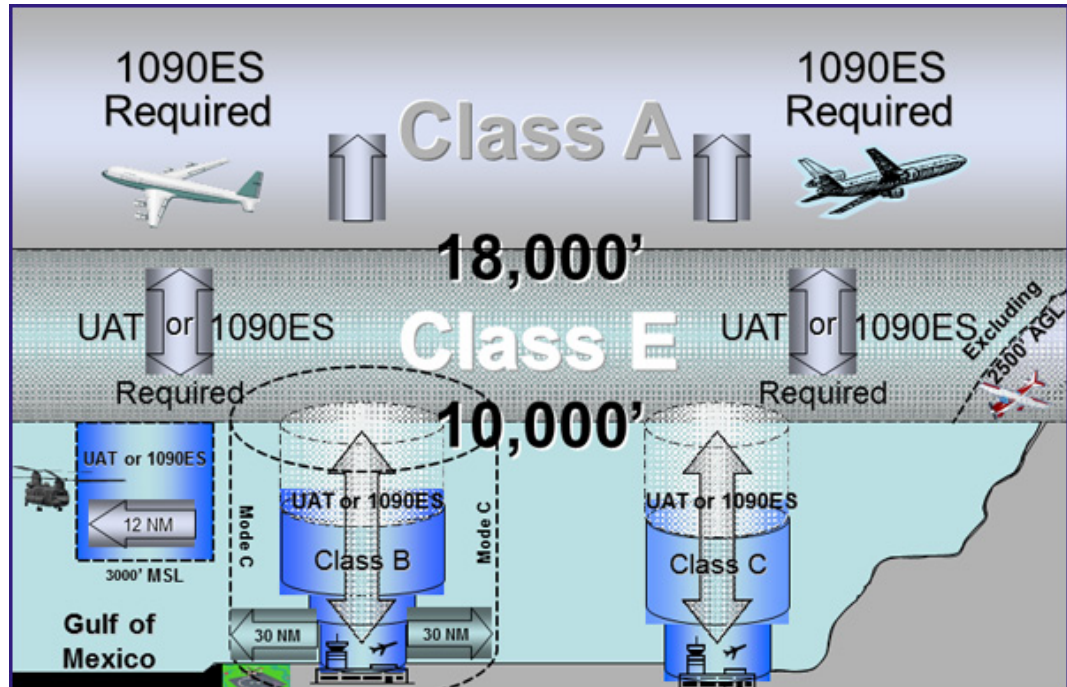 1090ES
Required
Class A
1090ES
Required
18,000’
UAT or 1090ES
Required
Class E
UAT or 1090ES
Required
Excluding
2500' AGL
10,000’
UAT or 1090ES
12 NM
3000' MSL
Gulf of
Mexico
Mode C
UAT or 1090ES
Class B
Mode C
30 NM
30 NM
UAT or 1090ES
Class C